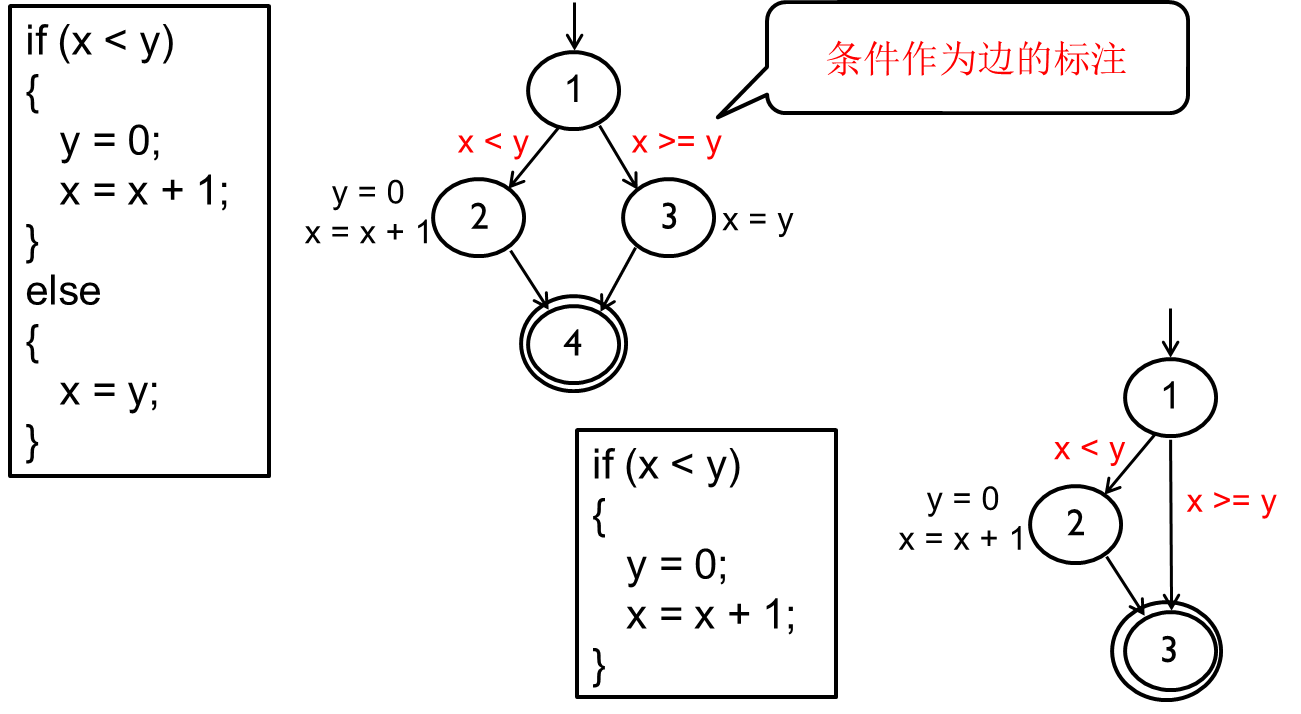 if (x < y)
{
y = 0;
x = x + 1;
}
else
{
x = y;
}
1
条件作为边的标注
x < y
x >= y
y = 0
x = x + 1
2
3
x = y
4
if (x < y)
{
y = 0;
x = x + 1;
}
1
x < y
x >= y
y = 0
x = x + 1
2
3